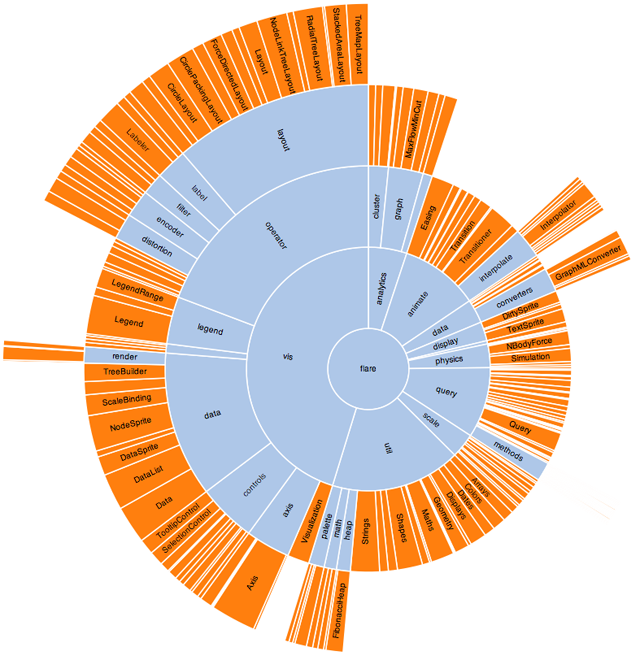 flare
analytics
cluster
graph
MaxFlowMinCut
animate
Easing
Transition
Transitioner
interpolate
Interpolator
data
converters
GraphMLConverter
display
DirtySprite
TextSprite
physics
NBodyForce
Simulation
query
Query
methods
scale
util
Arrays
Colors
Dates
Displays
Geometry
Maths
Shapes
Strings
heap
FibonacciHeap
math
palette
vis
Visualization
axis
Axis
controls
SelectionControl
TooltipControl
data
Data
DataList
DataSprite
NodeSprite
ScaleBinding
TreeBuilder
render
legend
Legend
LegendRange
operator
distortion
encoder
filter
label
Labeler
layout
CircleLayout
CirclePackingLayout
ForceDirectedLayout
Layout
NodeLinkTreeLayout
RadialTreeLayout
StackedAreaLayout
TreeMapLayout